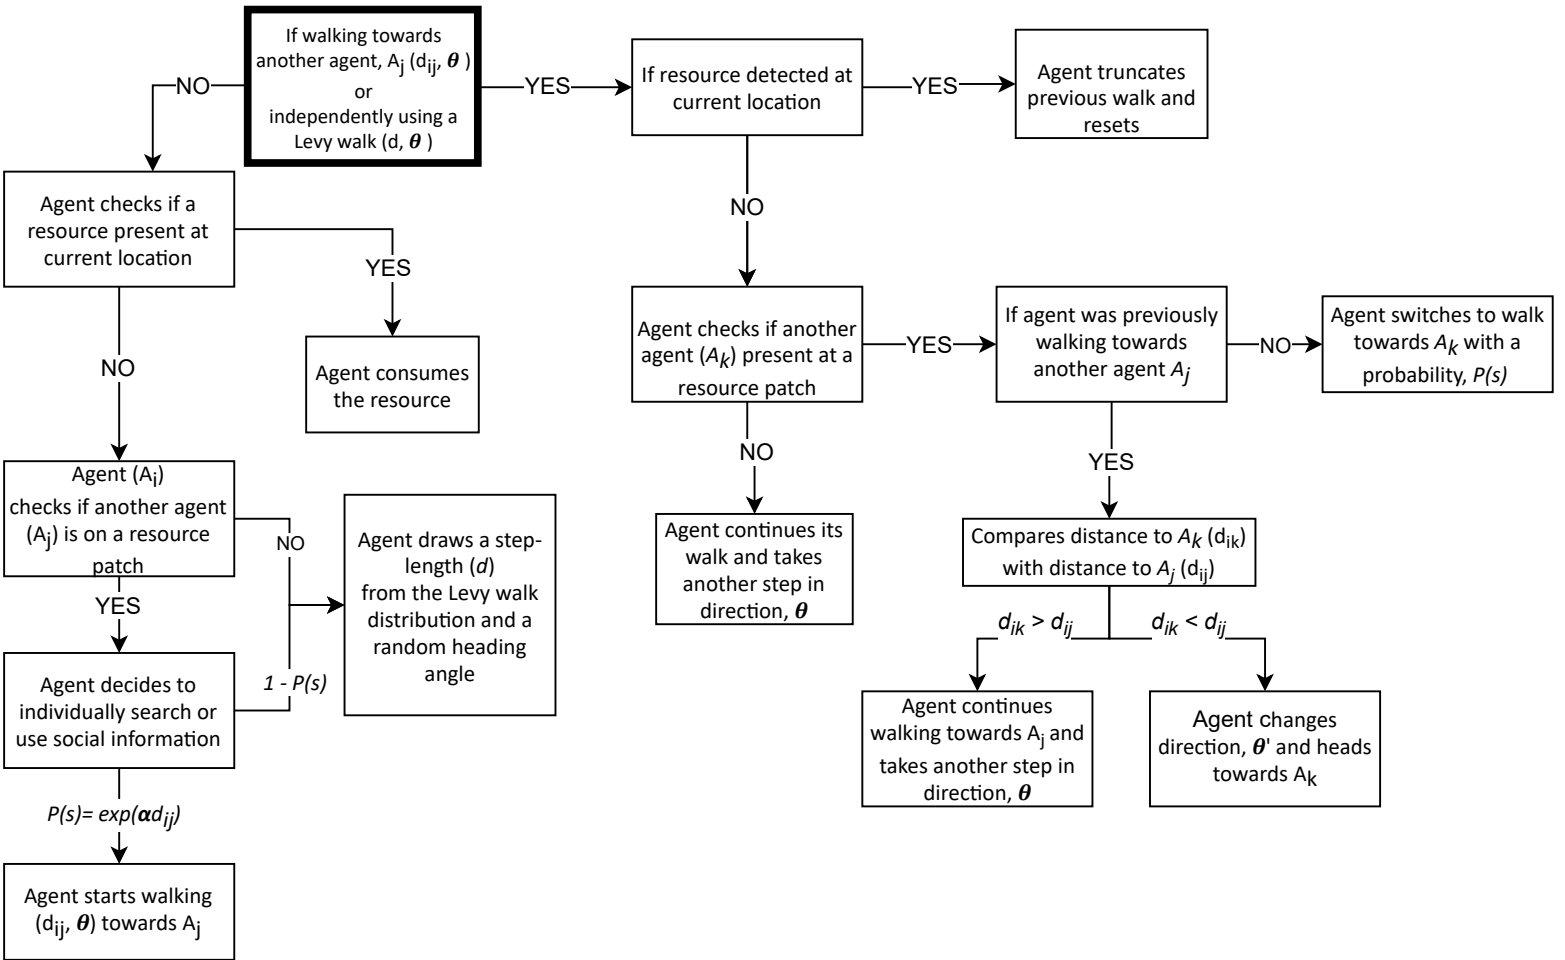 If walking towards
another agent, Aj (dij, θ )
or
independently using a
Levy walk (d, θ )
NO
YES
If resource detected at
current location
YES
Agent truncates
previous walk and
resets
Agent checks if a
resource present at
current location
YES
Agent consumes
the resource
NO
NO
Agent checks if another
agent (Ak) present at a
resource patch
YES
If agent was previously
walking towards
another agent Aj
NO
Agent switches to walk
towards Ak with a
probability, P(s)
NO
Agent continues its
walk and takes
another step in
direction, θ
YES
Compares distance to Ak (dik)
with distance to Aj (dij)
dik > dij
dik < dij
Agent continues
walking towards Aj and
takes another step in
direction, θ
Agent changes
direction, θ' and heads
towards Ak
Agent (Ai)
checks if another agent
(Aj) is on a resource
patch
NO
YES
Agent draws a step-
length (d)
from the Levy walk
distribution and a
random heading
angle
Agent decides to
individually search or
use social information
1 - P(s)
P(s)= exp(αdij)
Agent starts walking
(dij, θ) towards Aj